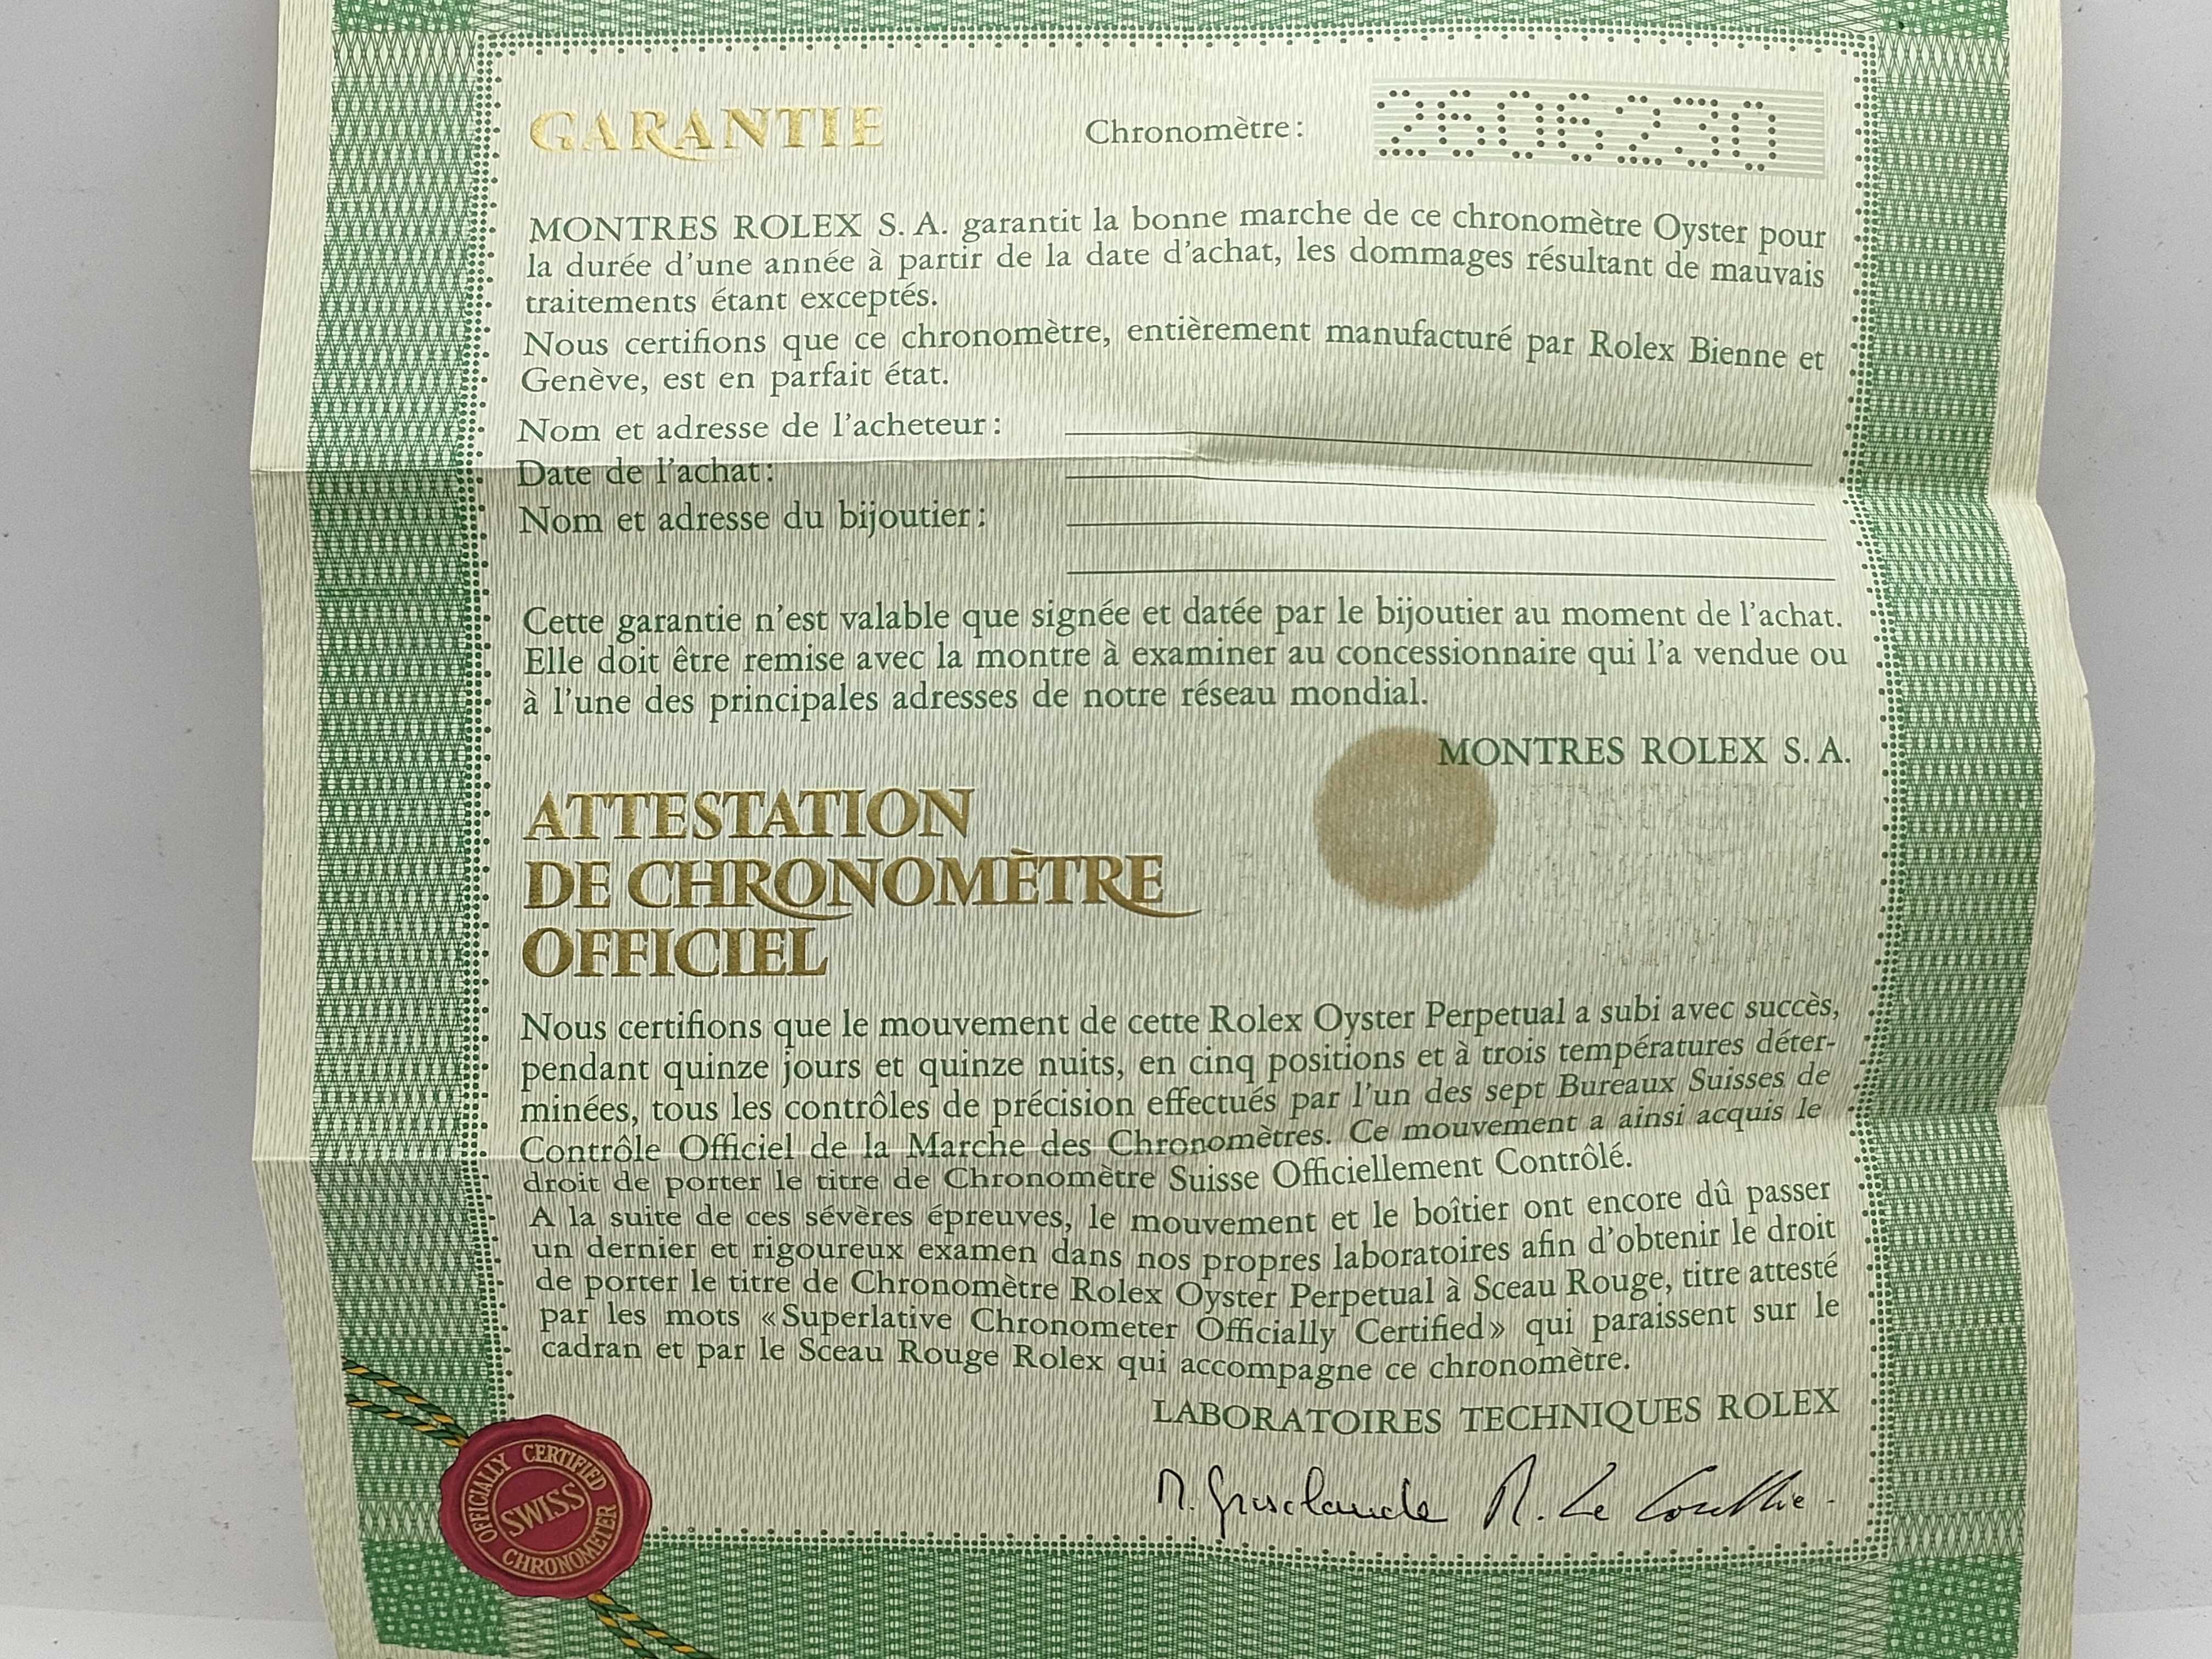 GARANTIE
Chronomètre: 2606230
MONTRES ROLEX S. A. garantit la bonne marche de ce chronomètre Oyster pour
la durée d'une année à partir de la date d'achat, les dommages résultant de mauvais
traitements étant exceptés.
Nous certifions que ce chronomètre, entièrement manufacturé par Rolex Bienne et
Genève, est en parfait état.
Nom et adresse de l'acheteur:
Date de l'achat:
Nom et adresse du bijoutier:
Cette garantie n'est valable que signée et datée par le bijoutier au moment de l'achat.
Elle doit être remise avec la montre à examiner au concessionnaire qui l'a vendue ou
à l'une des principales adresses de notre réseau mondial.
MONTRES ROLEX S. A.
ATTESTATION
DE CHRONOMÈTRE
OFFICIEL
Nous certifions que le mouvement de cette Rolex Oyster Perpetual a subi avec succès,
pendant quinze jours et quinze nuits, en cinq positions et à trois températures déter-
minées, tous les contrôles de précision effectués par l'un des sept Bureaux Suisses de
Contrôle Officiel de la Marche des Chronomètres. Ce mouvement a ainsi acquis le
droit de porter le titre de Chronomètre Suisse Officiellement Contrôlé.
A la suite de ces sévères épreuves, le mouvement et le boîtier ont encore dû passer
un dernier et rigoureux examen dans nos propres laboratoires afin d'obtenir le droit
de porter le titre de Chronomètre Rolex Oyster Perpetual à Sceau Rouge, titre attesté
par les mots «Superlative Chronometer Officially Certified» qui paraissent sur le
cadran et par le Sceau Rouge Rolex qui accompagne ce chronomètre.
LABORATOIRES TECHNIQUES ROLEX
OFFICIALLY CERTIFIED
SWISS
CHRONOMETER